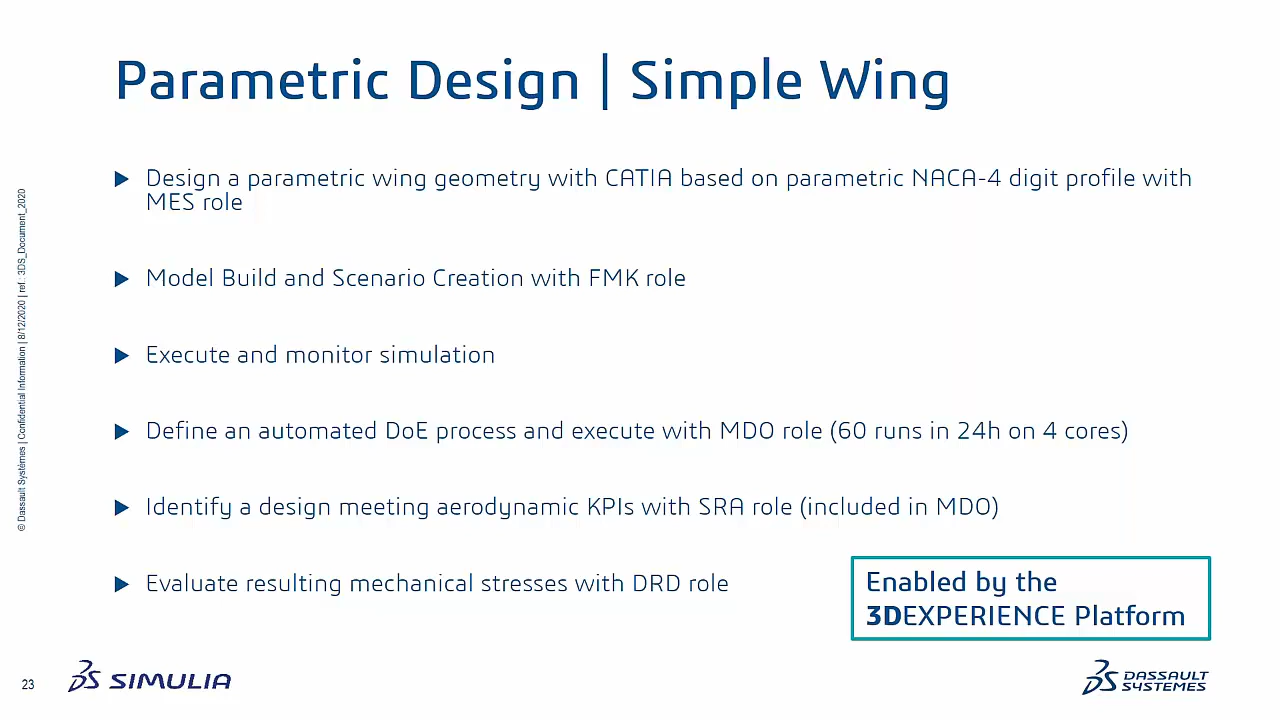 Parametric Design | Simple Wing
Design a parametric wing geometry with CATIA based on parametric NACA-4 digit profile with
MES role
Model Build and Scenario Creation with FMK role
Execute and monitor simulation
Define an automated DoE process and execute with MDO role (60 runs in 24h on 4 cores)
Identify a design meeting aerodynamic KPIs with SRA role (included in MDO)
Evaluate resulting mechanical stresses with DRD role
Enabled by the
3DEXPERIENCE Platform
© Dassault Systèmes | Confidential Information | 8/12/2020 | ref.: 3DS_Document_2020
23
SIMULIA
DASSAULT
SYSTEMES